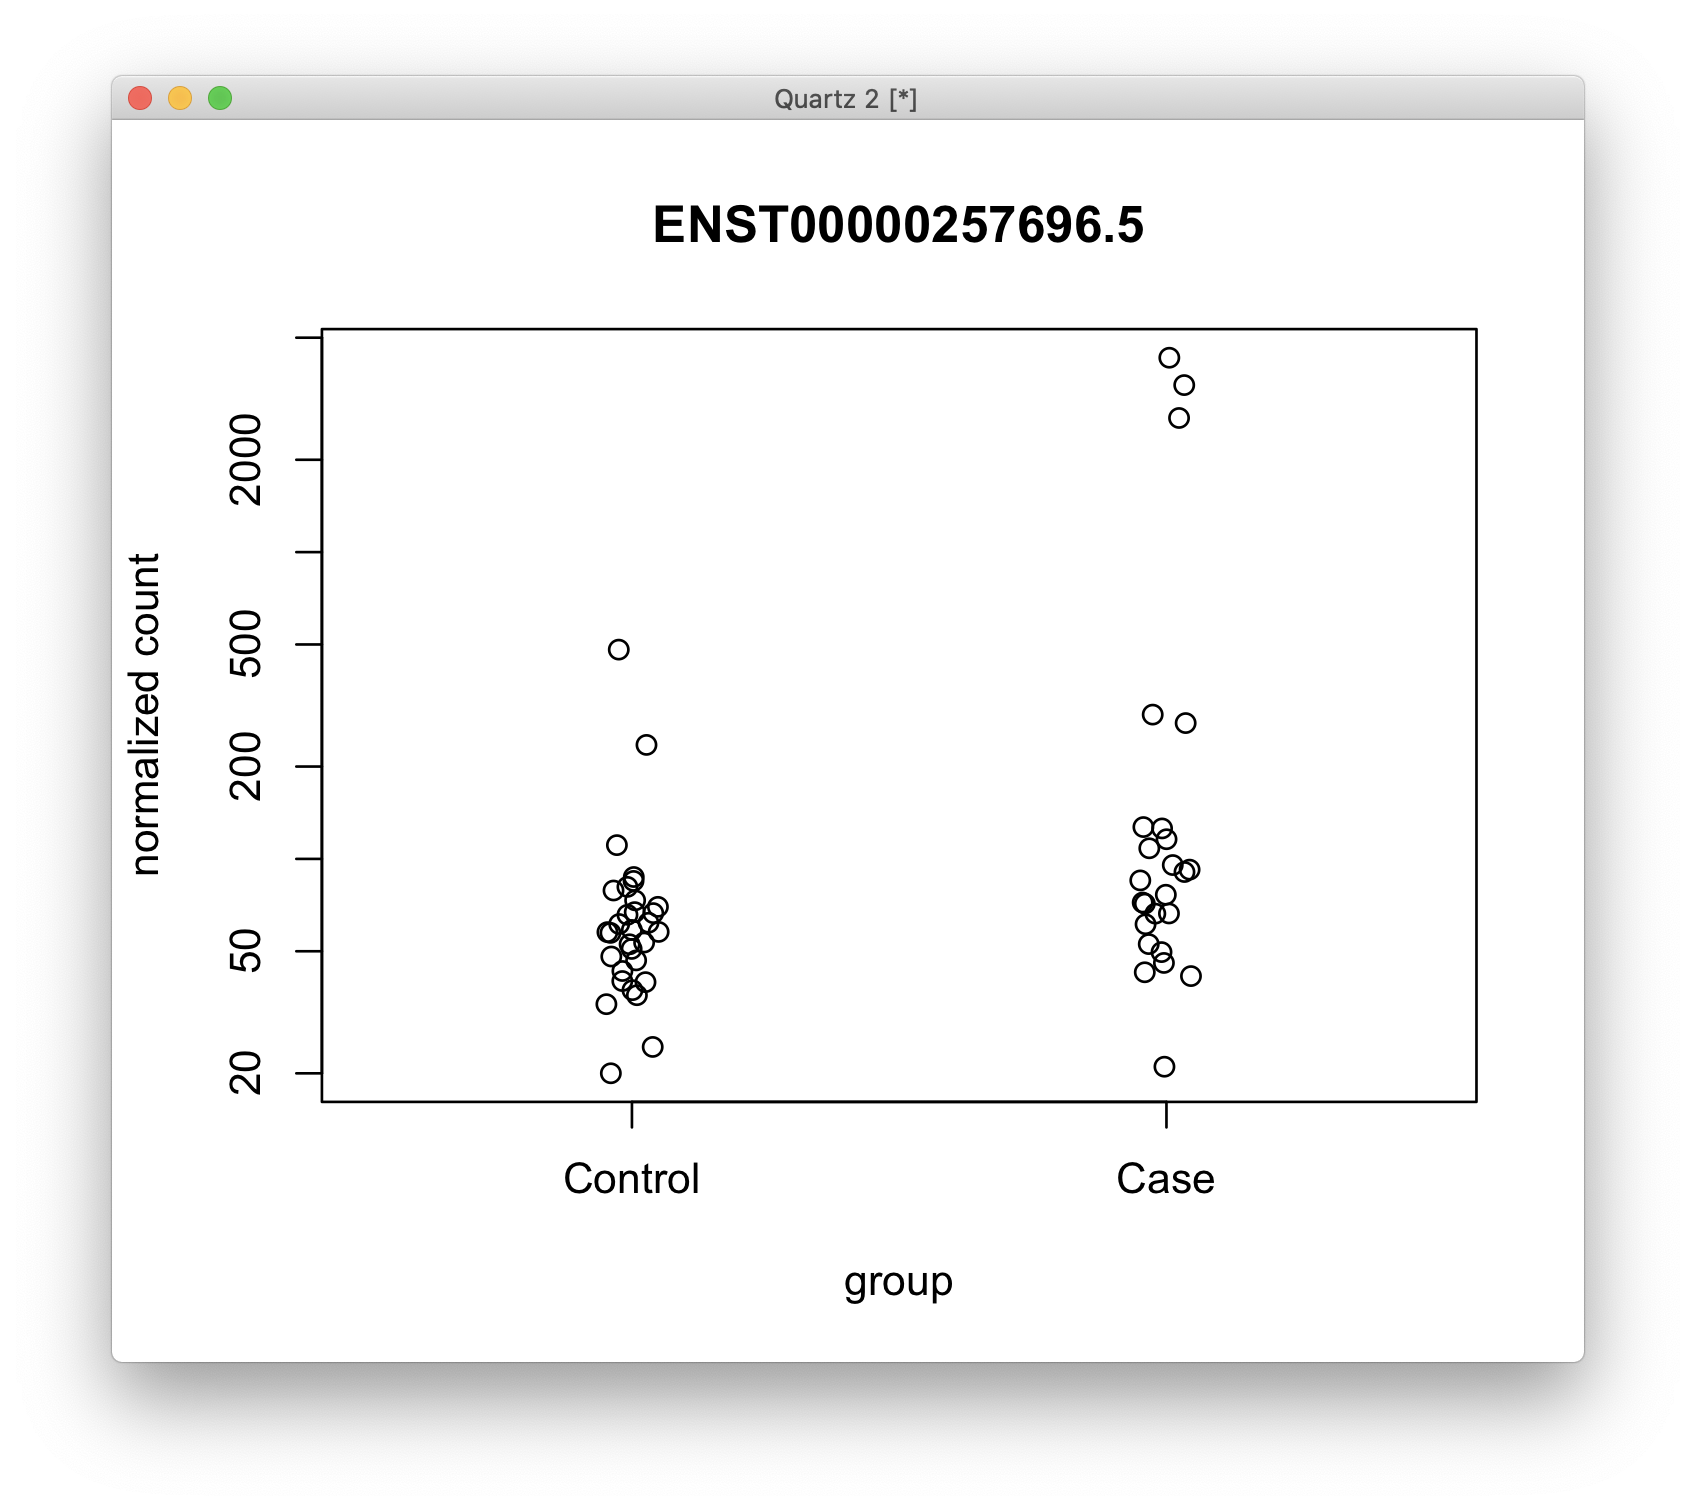 Quartz 2 [*]
ENST00000257696.5
normalized count
2000
500
200
50
20
Control
Case
group